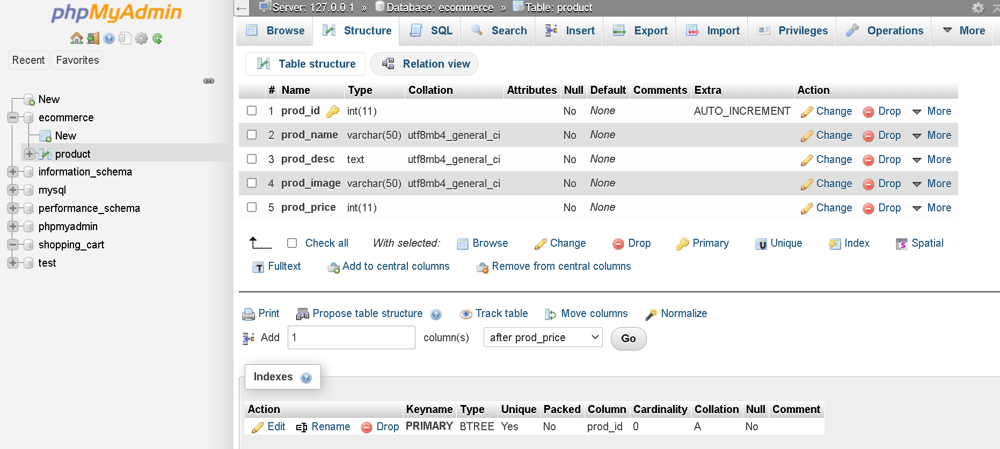 phpMyAdmin
Recent Favorites
New
ecommerce
New
product
information_schema
mysql
performance_schema
phpmyadmin
shopping_cart
test
Server: 127.0.0.1 » Database: ecommerce » Table: product
Browse Structure SQL Search Insert Export Import Privileges Operations More
Table structure Relation view
# Name Type Collation Attributes Null Default Comments Extra Action
1 prod_id int(11) No None AUTO_INCREMENT Change Drop More
2 prod_name varchar(50) utf8mb4_general_ci No None Change Drop More
3 prod_desc text utf8mb4_general_ci No None Change Drop More
4 prod_image varchar(50) utf8mb4_general_ci No None Change Drop More
5 prod_price int(11) No None Change Drop More
Check all With selected: Browse Change Drop Primary Unique Index Spatial
Fulltext Add to central columns Remove from central columns
Print Propose table structure Track table Move columns Normalize
Add 1 column(s) after prod_price Go
Indexes
Action Keyname Type Unique Packed Column Cardinality Collation Null Comment
Edit Rename Drop PRIMARY BTREE Yes No prod_id 0 A No